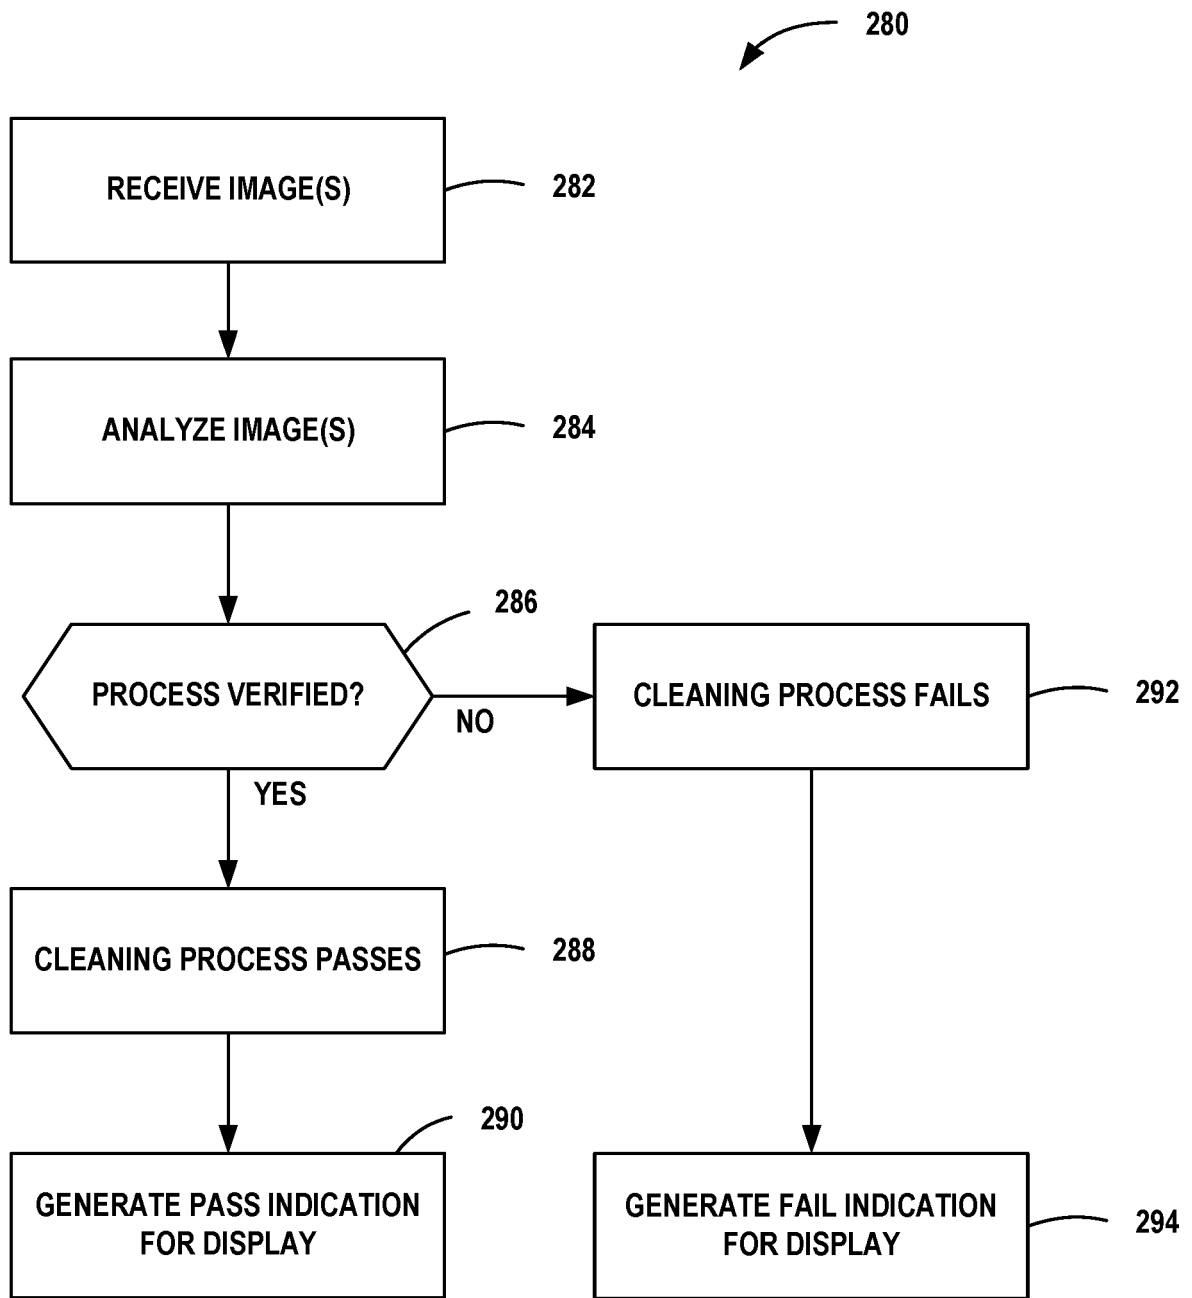 280
RECEIVE IMAGE(S)
282
ANALYZE IMAGE(S)
284
286
PROCESS VERIFIED?
NO
CLEANING PROCESS FAILS
292
YES
CLEANING PROCESS PASSES
288
290
GENERATE PASS INDICATION
FOR DISPLAY
GENERATE FAIL INDICATION
FOR DISPLAY
294